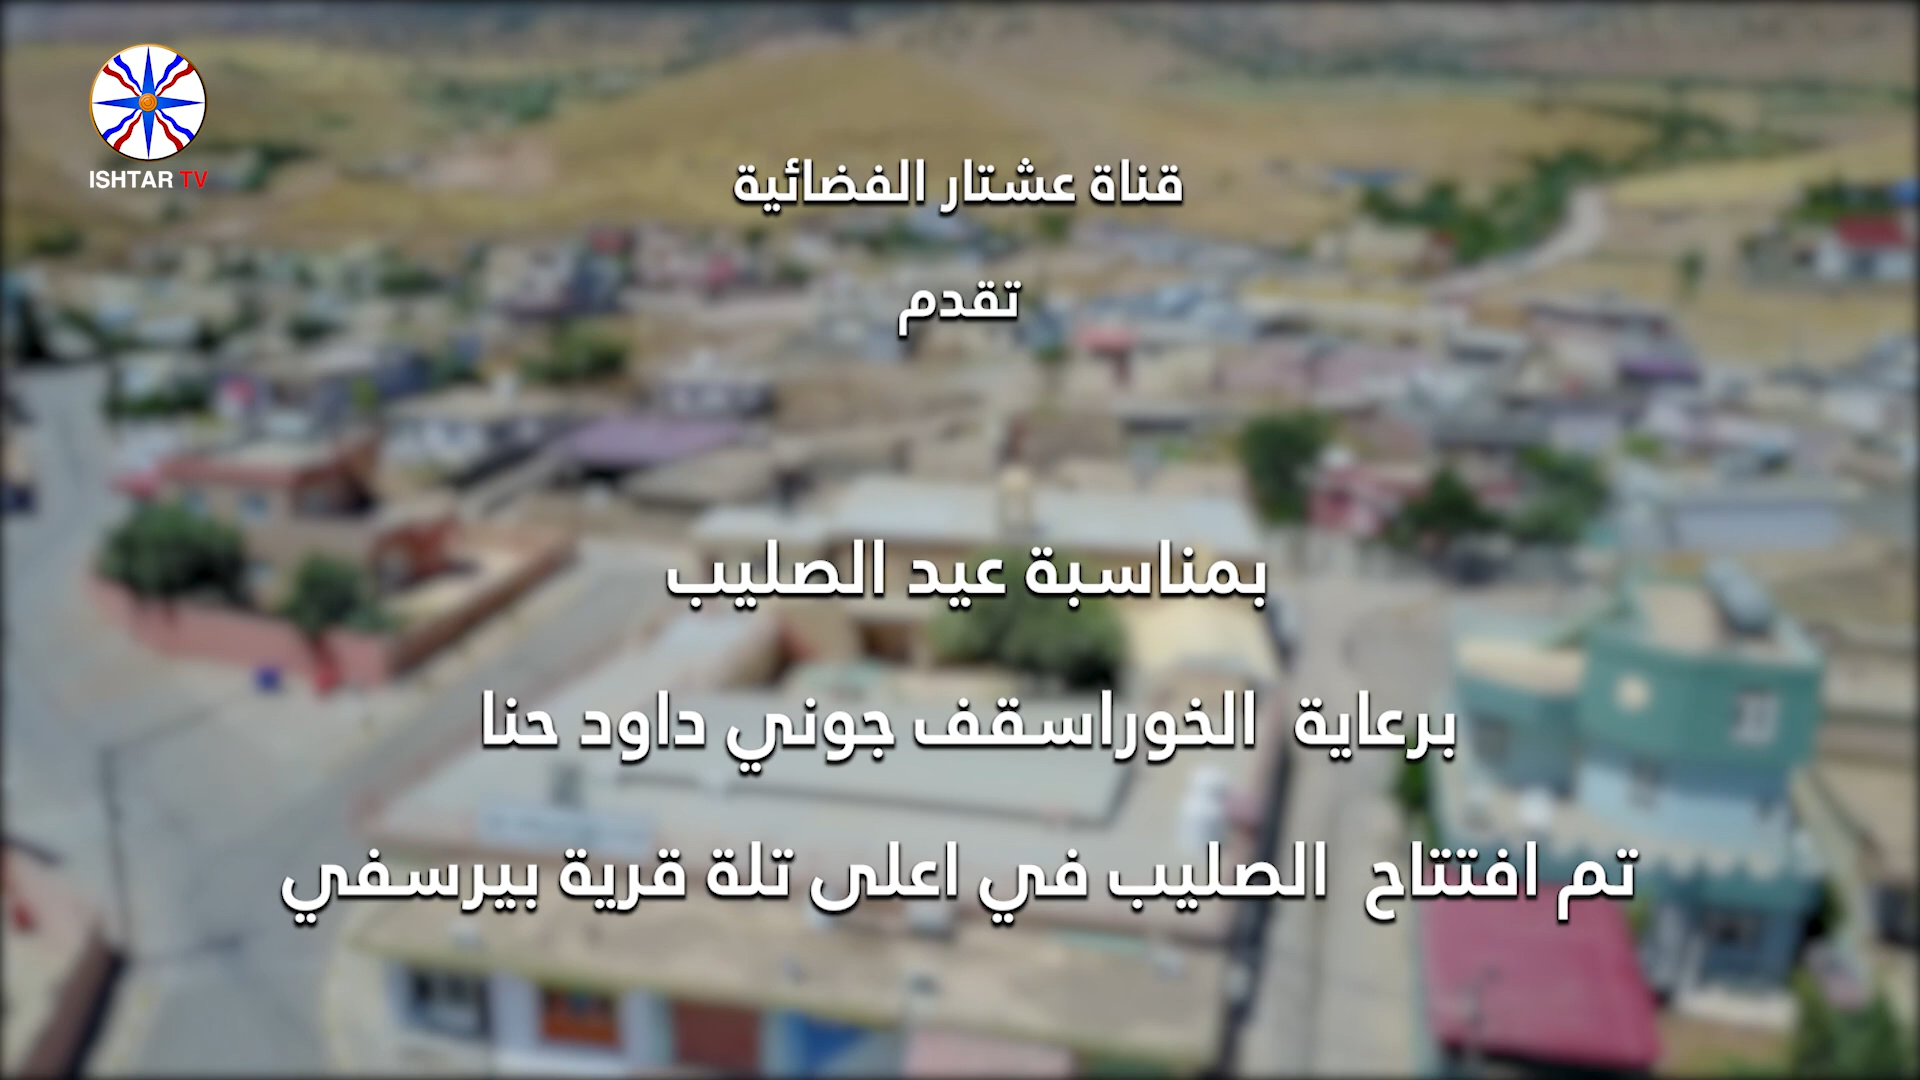 ISHTAR TV
قناة عشتار الفضائية
تقدم
بمناسبة عيد الصليب
برعاية الخوراسقف جوني داود حنا
تم افتتاح الصليب في اعلى تلة قرية بيرسفي